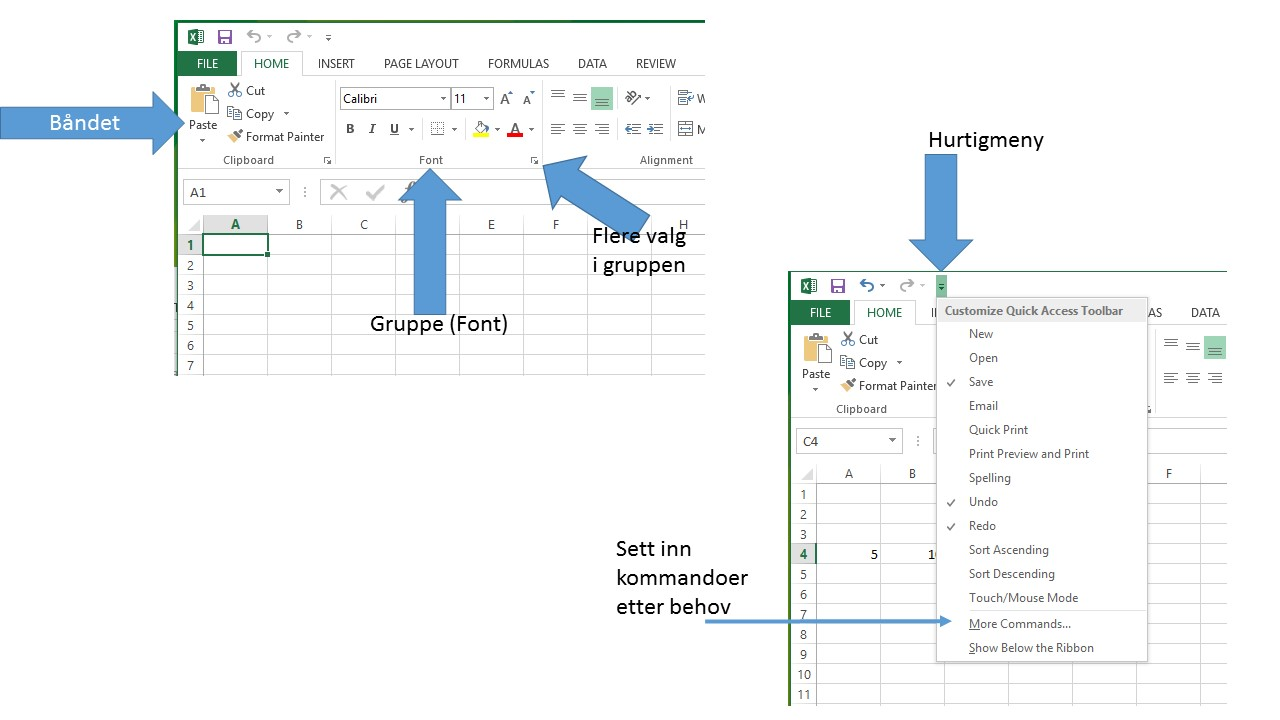 FILE HOME INSERT PAGE LAYOUT FORMULAS DATA REVIEW
Cut
Copy
Format Painter
Paste
Calibri 11 A A
B I U A
W
M
Clipboard Font Alignment
Båndet
A1
A B C E F H
1
2
3
4
5
6
7
Flere valg
i gruppen
Gruppe (Font)
Hurtigmeny
FILE HOME AS DATA
Customize Quick Access Toolbar
New
Open
Save
Email
Quick Print
Print Preview and Print
Spelling
Undo
Redo
Sort Ascending
Sort Descending
Touch/Mouse Mode
More Commands...
Show Below the Ribbon
Cut
Copy
Format Painter
Paste
Clipboard
C4
A B F
1
2
3
4 5
5
6
7
8
9
10
11
Sett inn
kommandoer
etter behov